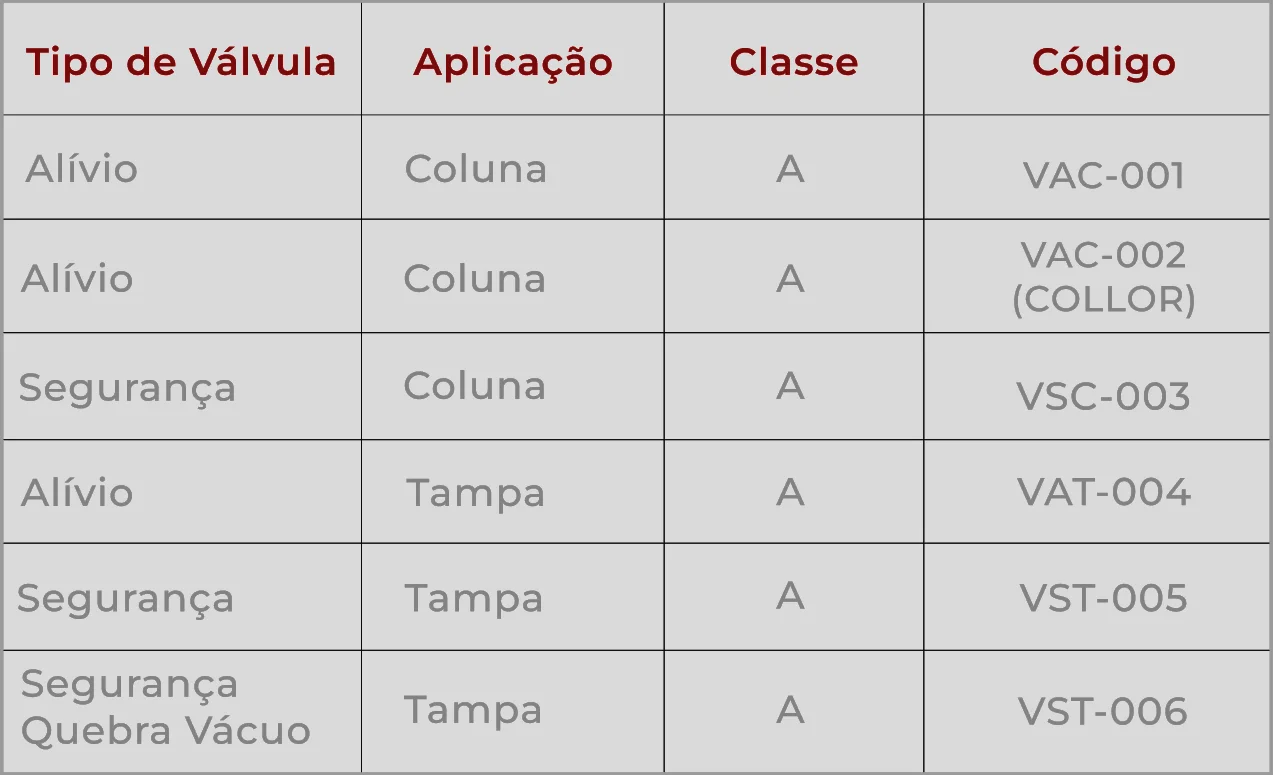 Tipo de Válvula Aplicação Classe Código
Alívio Coluna A VAC-001
Alívio Coluna A VAC-002
(COLLOR)
Segurança Coluna A VSC-003
Alívio Tampa A VAT-004
Segurança Tampa A VST-005
Segurança
Quebra Vácuo Tampa A VST-006